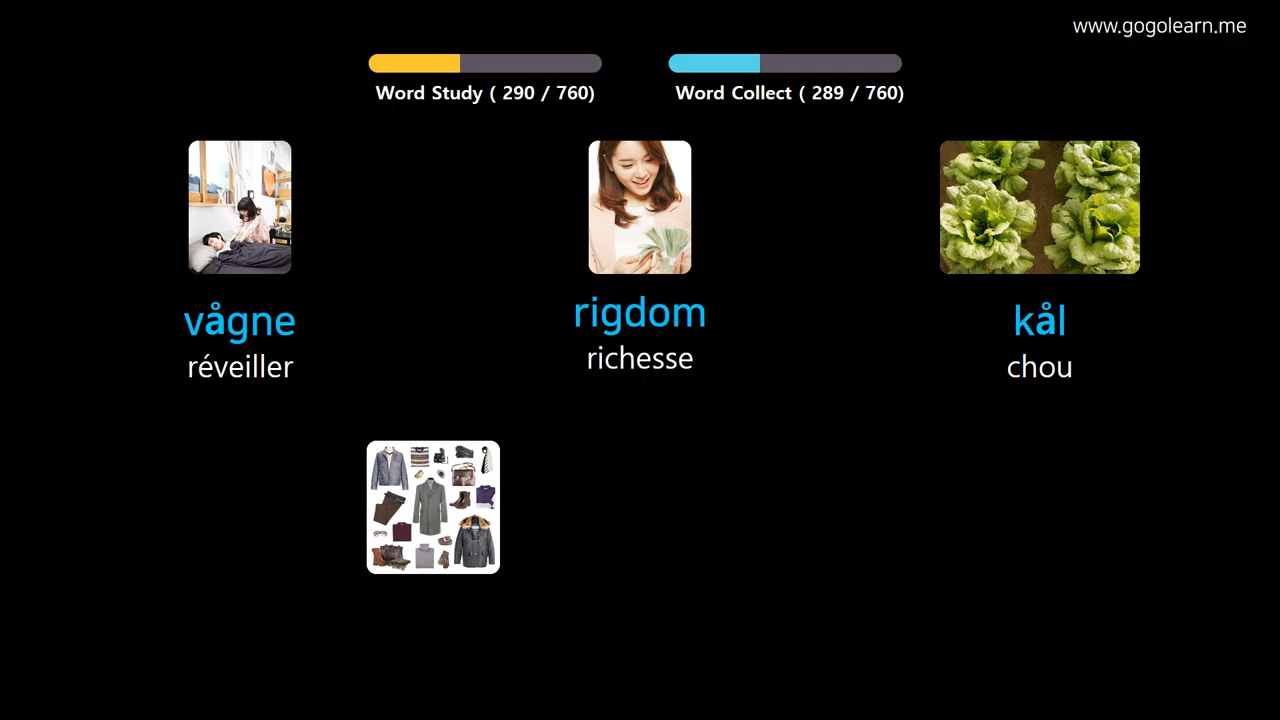 www.gogolearn.me
Word Study ( 290 / 760)
Word Collect ( 289 / 760)
vågne
réveiller
rigdom
richesse
kål
chou